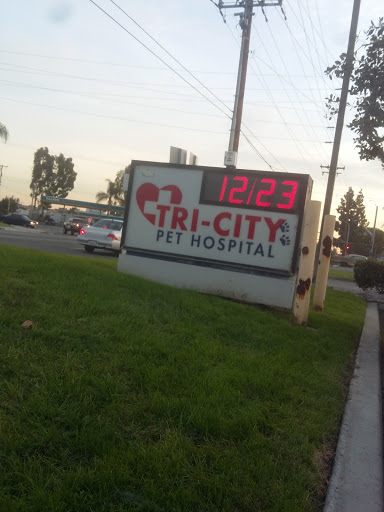 12/23
TRI-CITY
PET HOSPITAL